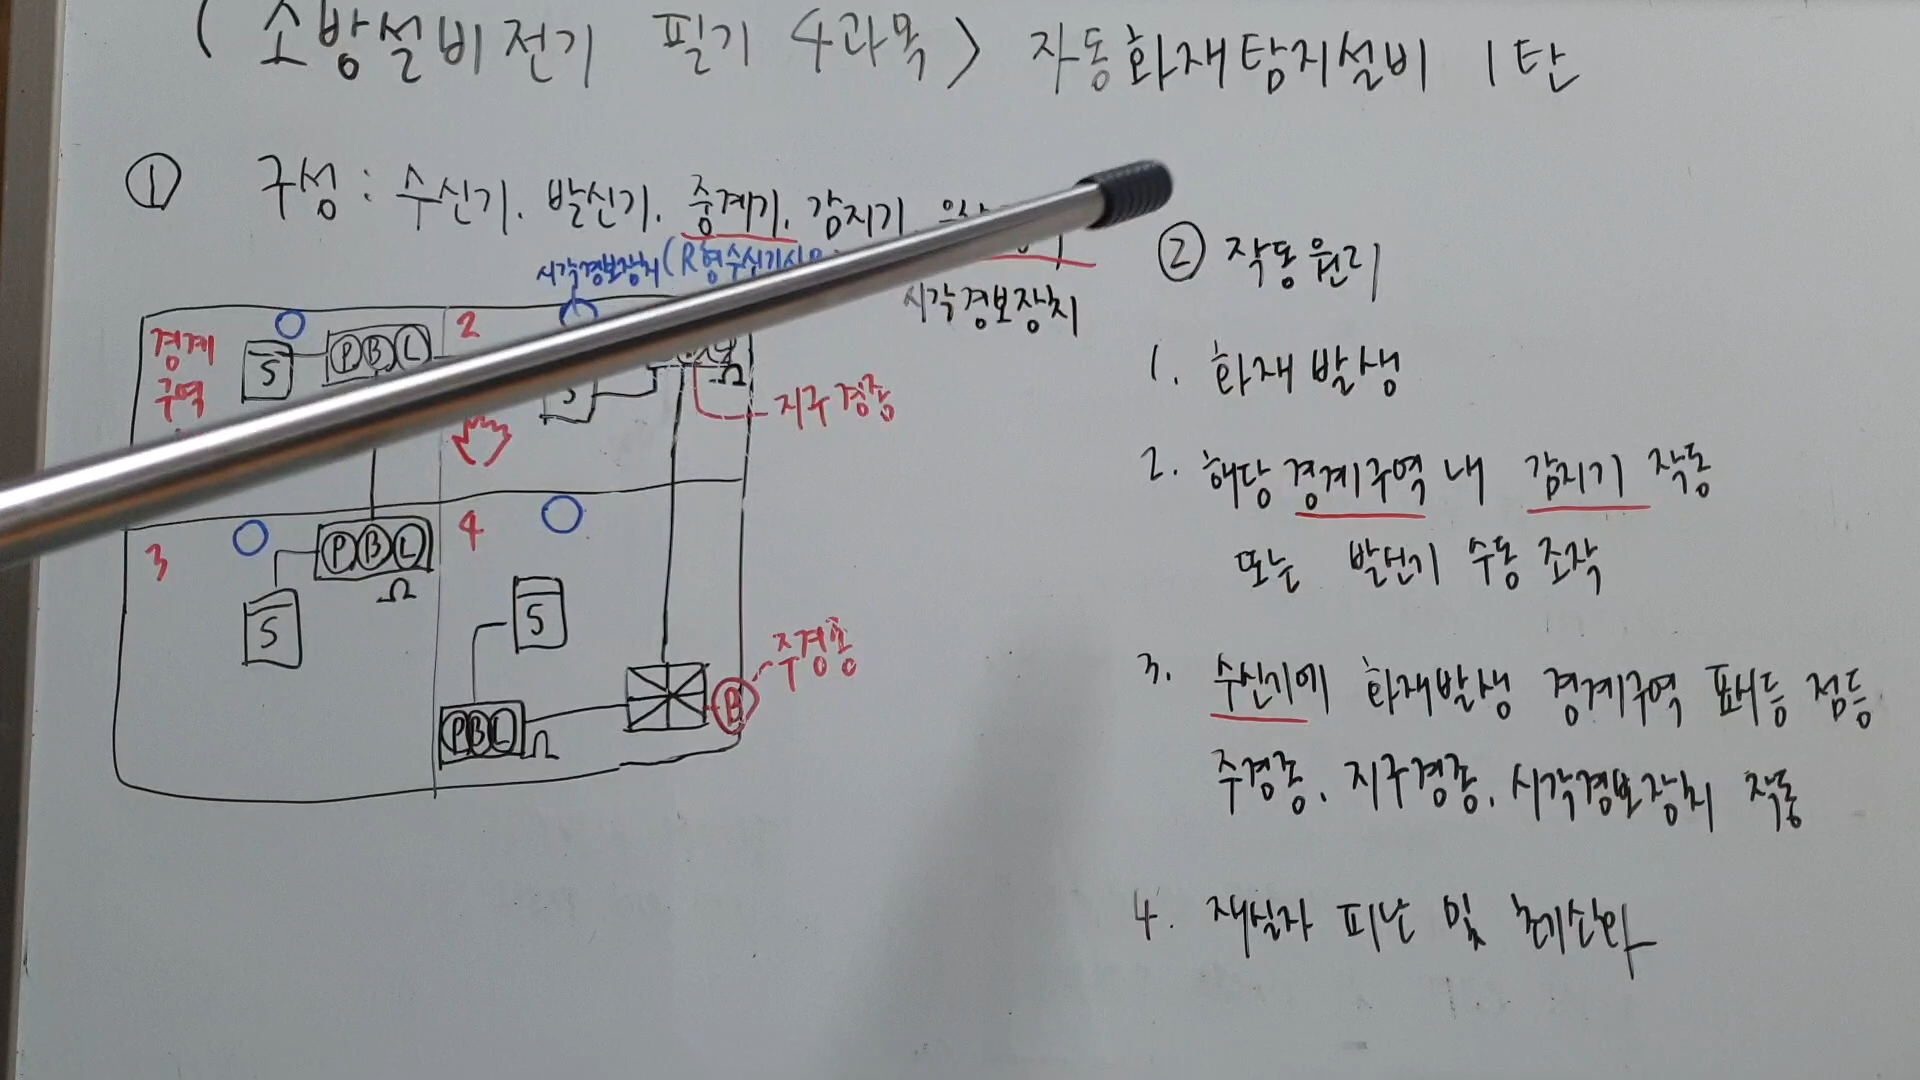 ( 소방설비전기 필기 4과목 > 자동화재탐지설비 1탄
① 구성 : 수신기. 발신기. 중계기. 감지기
시각경보장치 (R형수신기사용
시각경보장치
경계
구역
S
P B L
2
Ω
지구경종
3
P B L
Ω
S
4
S
P B L
Ω
B
주경종
② 작동원리
1. 화재발생
2. 해당 경계구역 내 감지기 작동
또는 발신기 수동 조작
3. 수신기에 화재발생 경계구역 표시등 점등
주경종. 지구경종. 시각경보장치 작동
4. 재실자 피난 및 초기소화